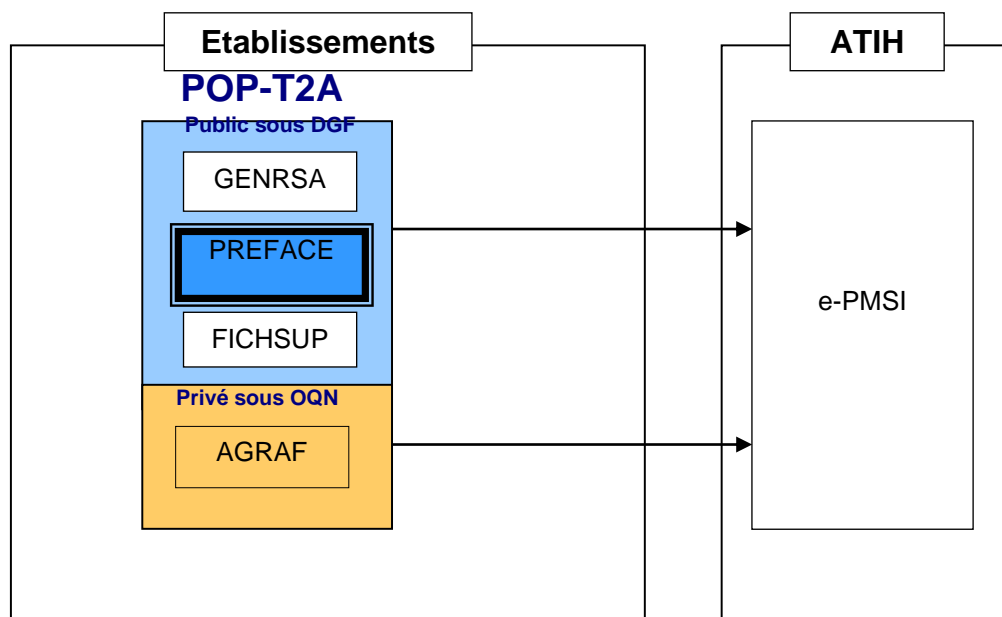 Etablissements
ATIH
POP-T2A
Public sous DGF
GENRSA
PREFACE
e-PMSI
FICHSUP
Privé sous OQN
AGRAF